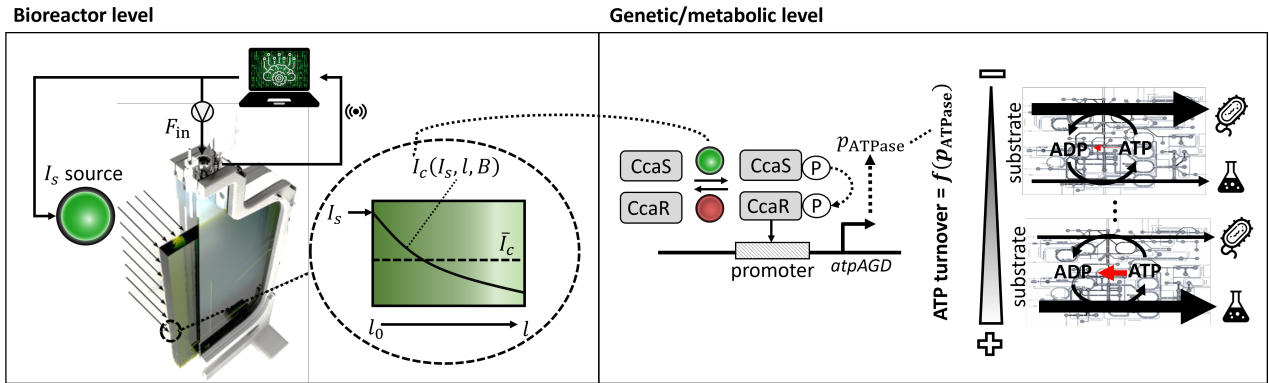 Bioreactor level
Genetic/metabolic level
F_in
I_s source
I_s
I_c(I_s, l, B)
Ī_c
l_0
l
CcaS
CcaR
CcaS
P
CcaR
P
promoter
atpAGD
p_ATPase
ATP turnover = f(p_ATPase)
substrate
ADP
ATP
substrate
ADP
ATP